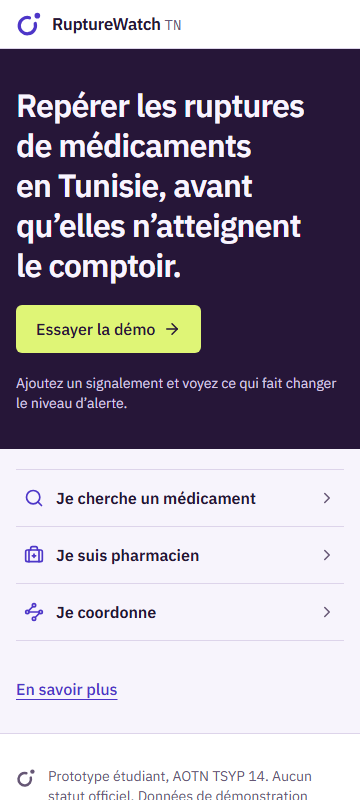 RuptureWatch TN
Repérer les ruptures
de médicaments
en Tunisie, avant
qu’elles n’atteignent
le comptoir.
Essayer la démo
Ajoutez un signalement et voyez ce qui fait changer
le niveau d’alerte.
Je cherche un médicament
Je suis pharmacien
Je coordonne
En savoir plus
Prototype étudiant, AOTN TSYP 14. Aucun
statut officiel. Données de démonstration